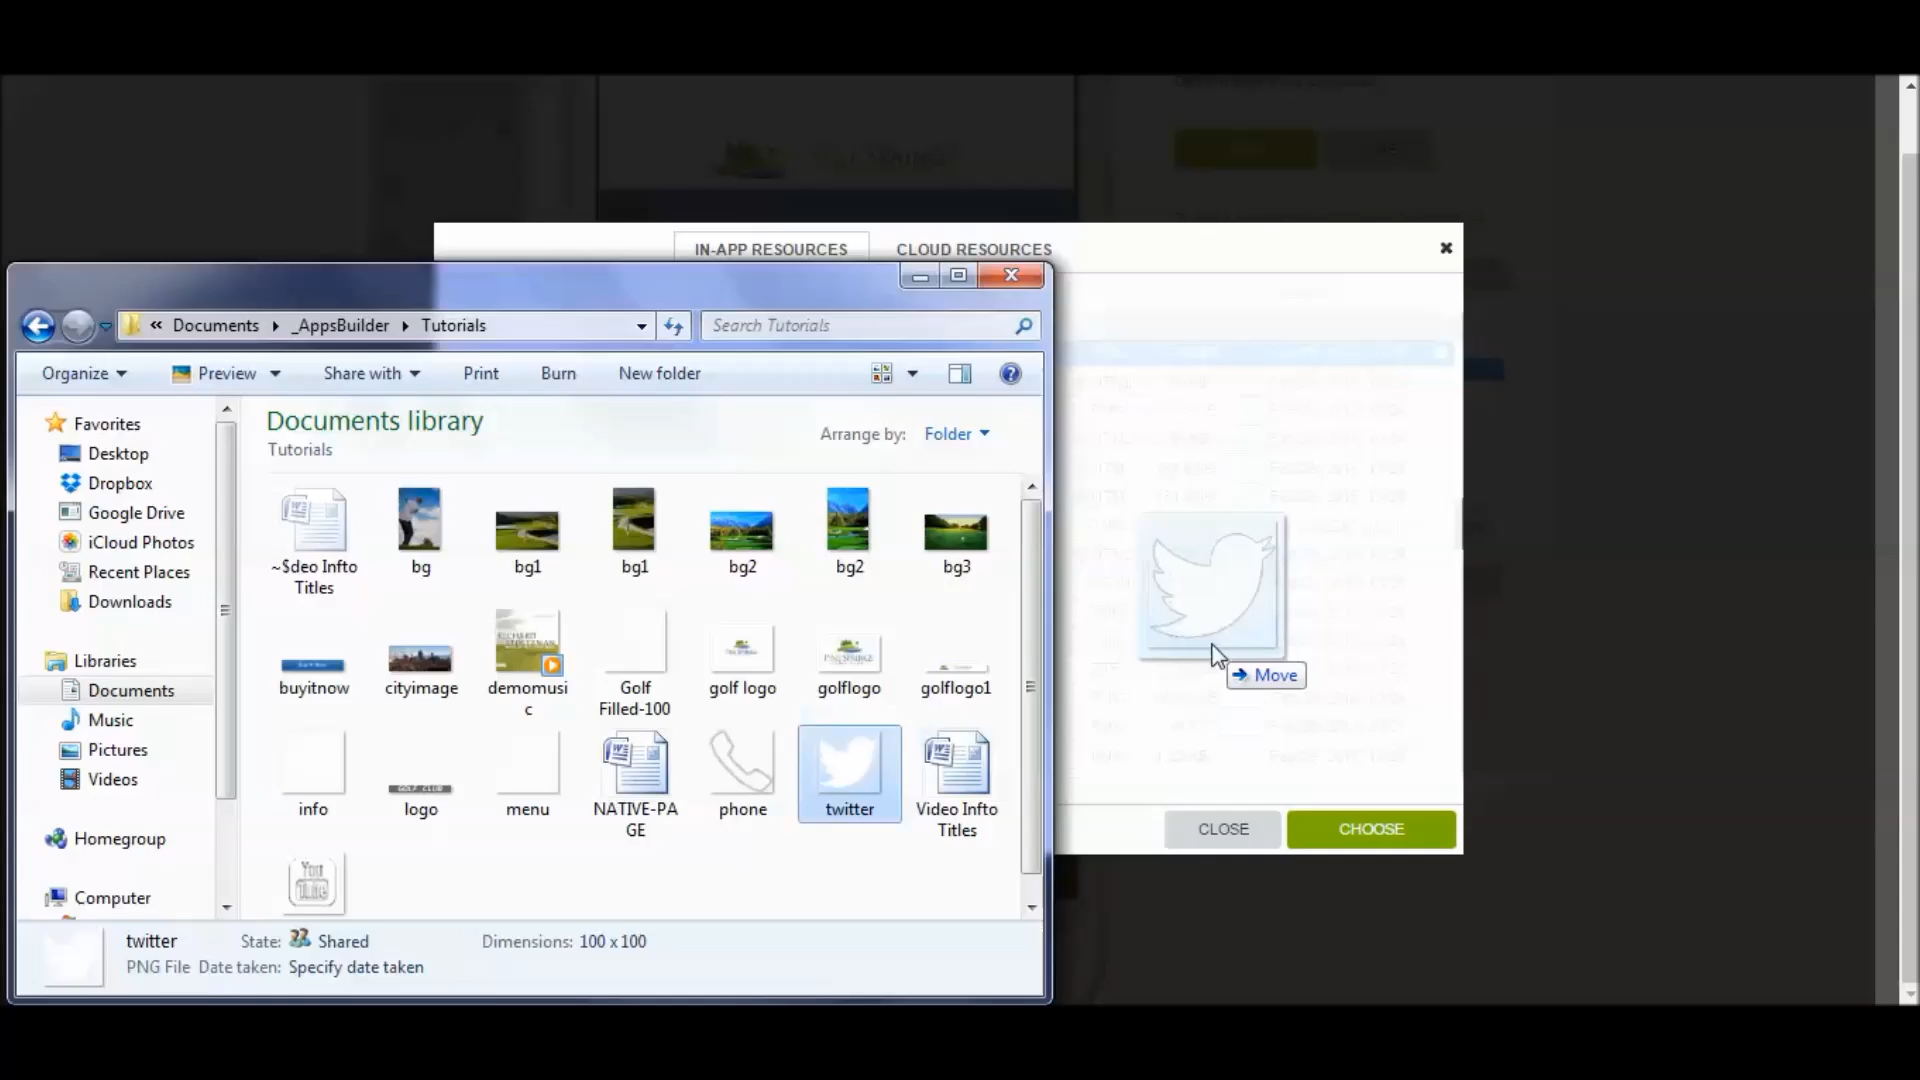 IN-APP RESOURCES
CLOUD RESOURCES
Documents
_AppsBuilder
Tutorials
Search Tutorials
Organize
Preview
Share with
Print
Burn
New folder
Documents library
Tutorials
Arrange by: Folder
Favorites
Desktop
Dropbox
Google Drive
iCloud Photos
Recent Places
Downloads
Libraries
Documents
Music
Pictures
Videos
Homegroup
Computer
~$deo Infto
Titles
bg
bg1
bg1
bg2
bg2
bg3
buyitnow
cityimage
demomusi
c
Golf
Filled-100
golf logo
golflogo
golflogo1
info
logo
menu
NATIVE-PA
GE
phone
twitter
Video Infto
Titles
GOLF CLUB
You
Tube
Move
CLOSE
CHOOSE
twitter
State: Shared
Dimensions: 100 x 100
PNG File
Date taken: Specify date taken